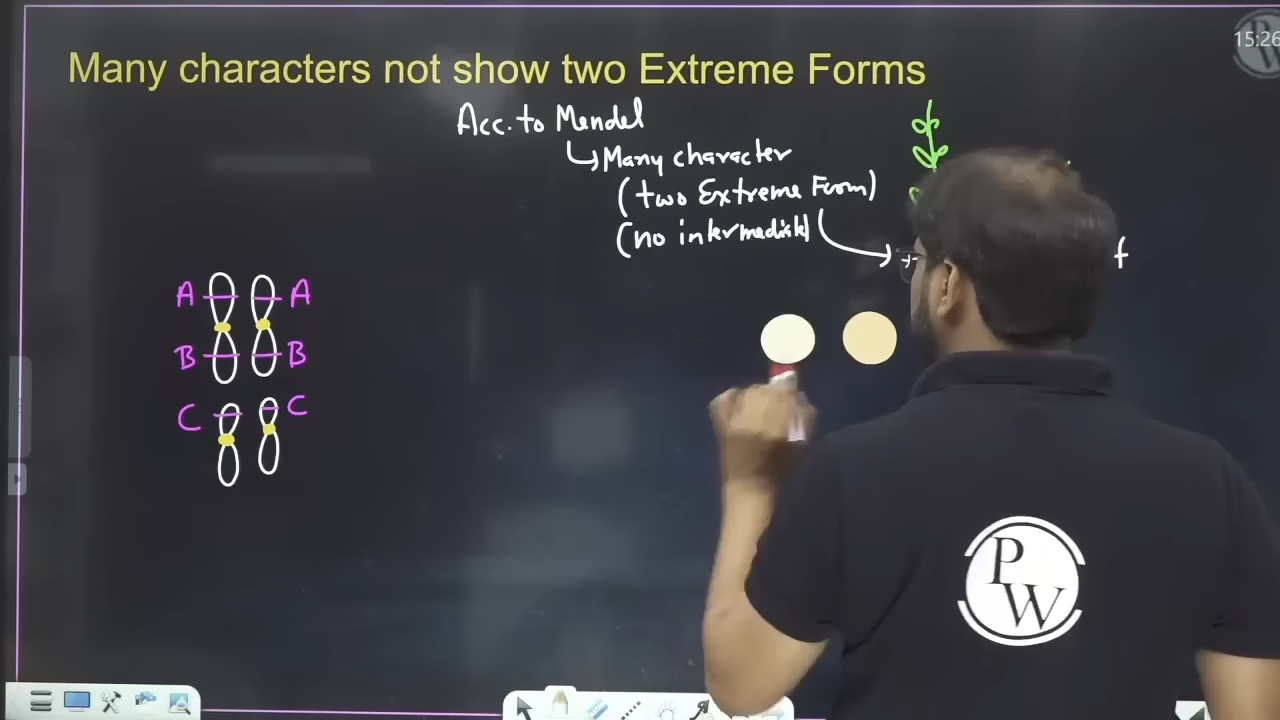 Many characters not show two Extreme Forms
15:26
Acc. to Mendel
Many character
(two Extreme Form)
(no intermediate)
A A
B B
C C
P
W